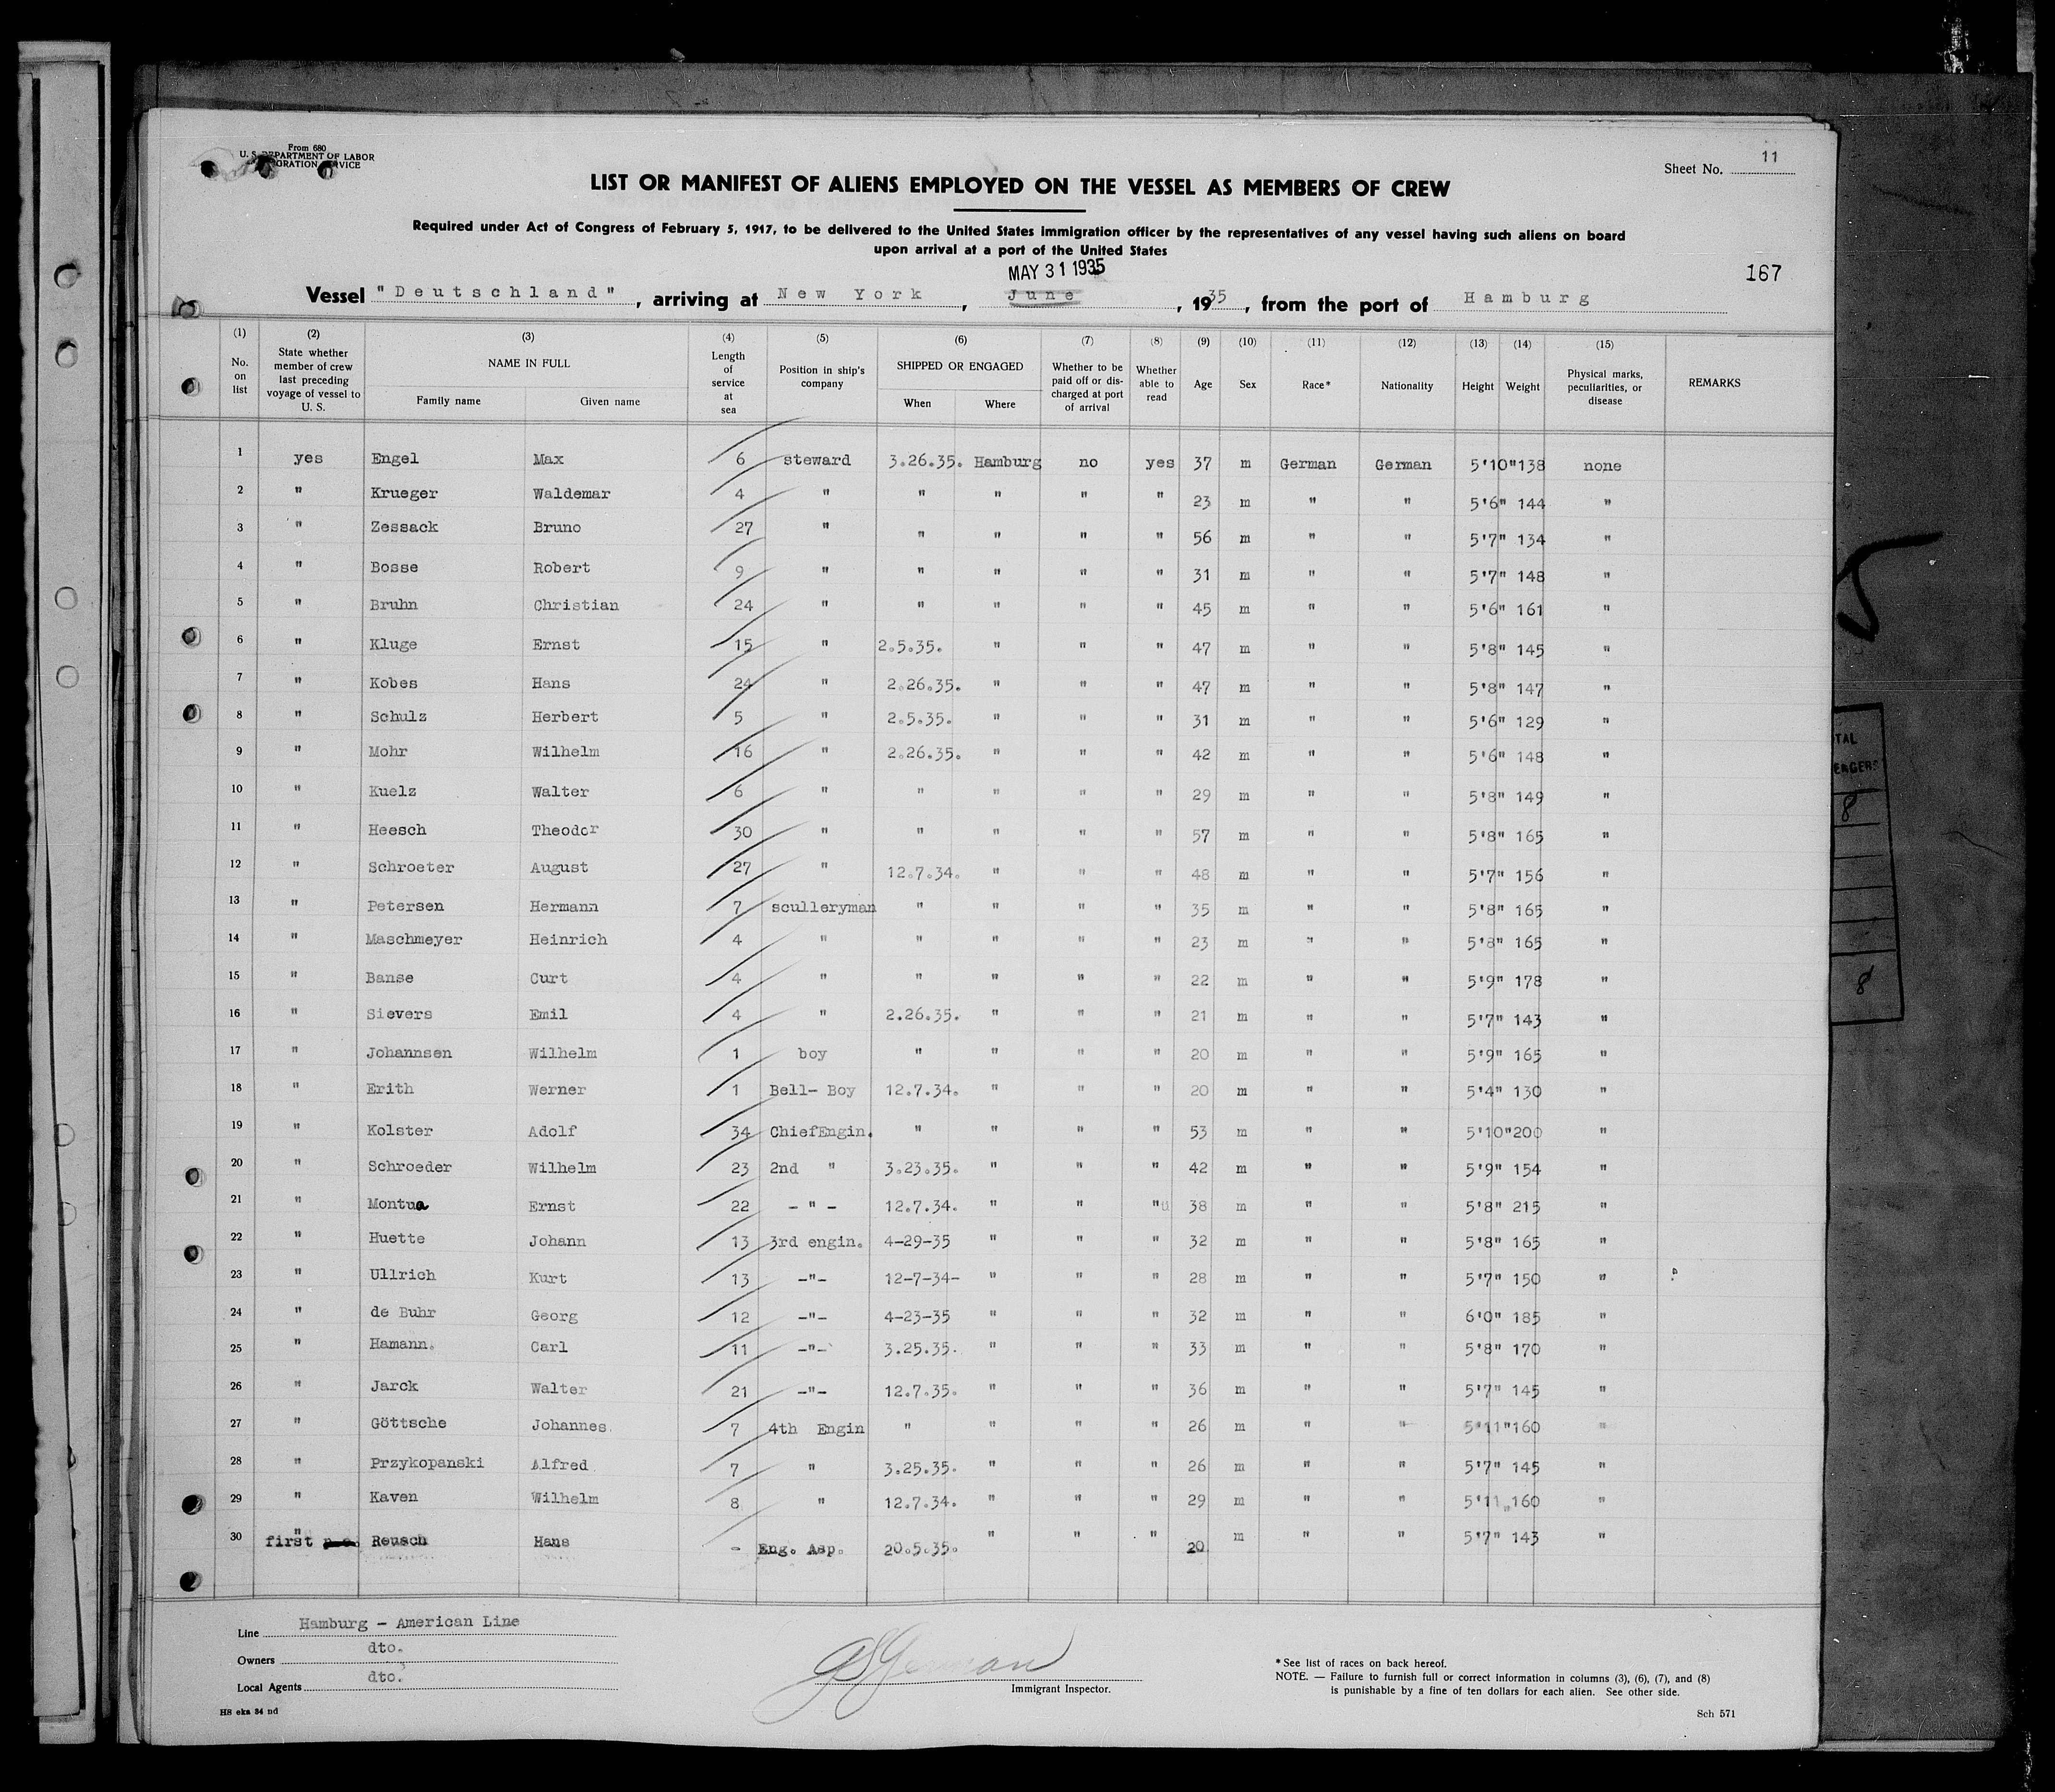 From 680
U. S. DEPARTMENT OF LABOR
Sheet No. 11
LIST OR MANIFEST OF ALIENS EMPLOYED ON THE VESSEL AS MEMBERS OF CREW
Required under Act of Congress of February 5, 1917, to be delivered to the United States immigration officer by the representatives of any vessel having such aliens on board
upon arrival at a port of the United States
MAY 31 1935
167
Vessel "Deutschland", arriving at New York, June, 1935, from the port of Hamburg
(1) (2) (3) (4) (5) (6) (7) (8) (9) (10) (11) (12) (13) (14) (15)
No. on list | State whether member of crew last preceding voyage of vessel to U. S. | NAME IN FULL Family name Given name | Length of service at sea | Position in ship's company | SHIPPED OR ENGAGED When Where | Whether to be paid off or discharged at port of arrival | Whether able to read | Age | Sex | Race* | Nationality | Height | Weight | Physical marks, peculiarities, or disease | REMARKS
1 yes Engel Max 6 steward 3.26.35. Hamburg no yes 37 m German German 5'10" 138 none
2 " Krueger Waldemar 4 " " " " " 23 m " " 5'6" 144 "
3 " Zessack Bruno 27 " " " " " 56 m " " 5'7" 134 "
4 " Bosse Robert 9 " " " " " 31 m " " 5'7" 148 "
5 " Bruhn Christian 24 " " " " " 45 m " " 5'6" 161 "
6 " Kluge Ernst 15 " 2.5.35. " " " 47 m " " 5'8" 145 "
7 " Kobes Hans 24 " 2.26.35. " " " 47 m " " 5'8" 147 "
8 " Schulz Herbert 5 " 2.5.35. " " " 31 m " " 5'6" 129 "
9 " Mohr Wilhelm 16 " 2.26.35. " " " 42 m " " 5'6" 148 "
10 " Kuelz Walter 6 " " " " " 29 m " " 5'8" 149 "
11 " Heesch Theodor 30 " " " " " 57 m " " 5'8" 165 "
12 " Schroeter August 27 " 12.7.34. " " " 48 m " " 5'7" 156 "
13 " Petersen Hermann 7 sculleryman " " " " 35 m " " 5'8" 165 "
14 " Maschmeyer Heinrich 4 " " " " " 23 m " " 5'8" 165 "
15 " Banse Curt 4 " " " " " 22 m " " 5'9" 178 "
16 " Sievers Emil 4 " 2.26.35. " " " 21 m " " 5'7" 143 "
17 " Johannsen Wilhelm 1 boy " " " " 20 m " " 5'9" 165 "
18 " Erith Werner 1 Bell- Boy 12.7.34. " " " 20 m " " 5'4" 130 "
19 " Kolster Adolf 34 ChiefEngin. " " " " 53 m " " 5'10" 200 "
20 " Schroeder Wilhelm 23 2nd " 3.23.35. " " " 42 m " " 5'9" 154 "
21 " Montua Ernst 22 - " - 12.7.34. " " " 38 m " " 5'8" 215 "
22 " Huette Johann 13 3rd engin. 4-29-35 " " " 32 m " " 5'8" 165 "
23 " Ullrich Kurt 13 -"- 12-7-34- " " " 28 m " " 5'7" 150 "
24 " de Buhr Georg 12 -"- 4-23-35 " " " 32 m " " 6'0" 185 "
25 " Hamann. Carl 11 -"- 3.25.35. " " " 33 m " " 5'8" 170 "
26 " Jarck Walter 21 -"- 12.7.35. " " " 36 m " " 5'7" 145 "
27 " Göttsche Johannes. 7 4th Engin " " " " 26 m " " 5'11" 160 "
28 " Przykopanski Alfred 7 " 3.25.35. " " " 26 m " " 5'7" 145 "
29 " Kaven Wilhelm 8 " 12.7.34. " " " 29 m " " 5'11" 160 "
30 " first Reusch Hans - Eng. Asp. 20.5.35. " " " 20 m " " 5'7" 143 "
Line Hamburg - American Line
Owners dto.
Local Agents dto.
Immigrant Inspector.
* See list of races on back hereof.
NOTE. — Failure to furnish full or correct information in columns (3), (6), (7), and (8)
is punishable by a fine of ten dollars for each alien. See other side.
HS eka 34 nd
Sch 571
8
8